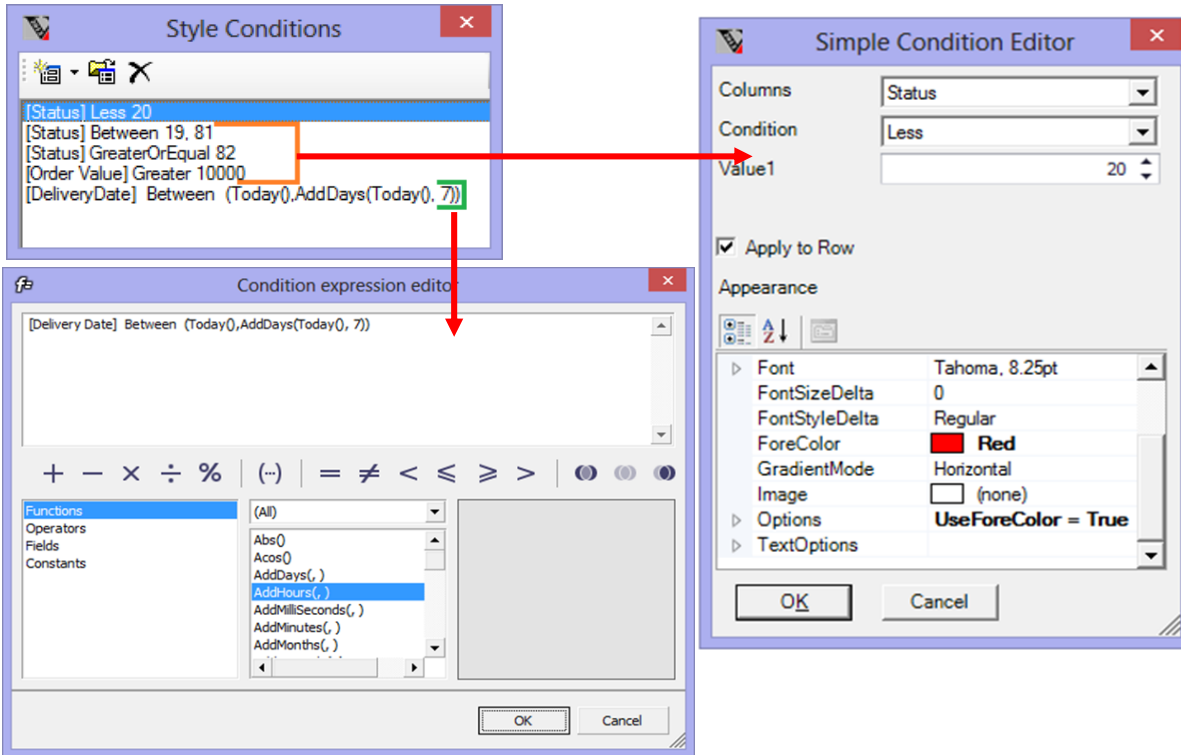 Style Conditions
[Status] Less 20
[Status] Between 19, 81
[Status] GreaterOrEqual 82
[Order Value] Greater 10000
[DeliveryDate] Between (Today(),AddDays(Today(), 7))
Simple Condition Editor
Columns Status
Condition Less
Value1 20
Apply to Row
Appearance
A
Z
Font Tahoma, 8.25pt
FontSizeDelta 0
FontStyleDelta Regular
ForeColor Red
GradientMode Horizontal
Image (none)
Options UseForeColor = True
TextOptions
OK Cancel
Condition expression editor
[Delivery Date] Between (Today(),AddDays(Today(), 7))
+ − × ÷ % (···) = ≠ < ⩽ ⩾ >
Functions
Operators
Fields
Constants
(All)
Abs()
Acos()
AddDays(, )
AddHours(, )
AddMilliSeconds(, )
AddMinutes(, )
AddMonths(, )
OK Cancel